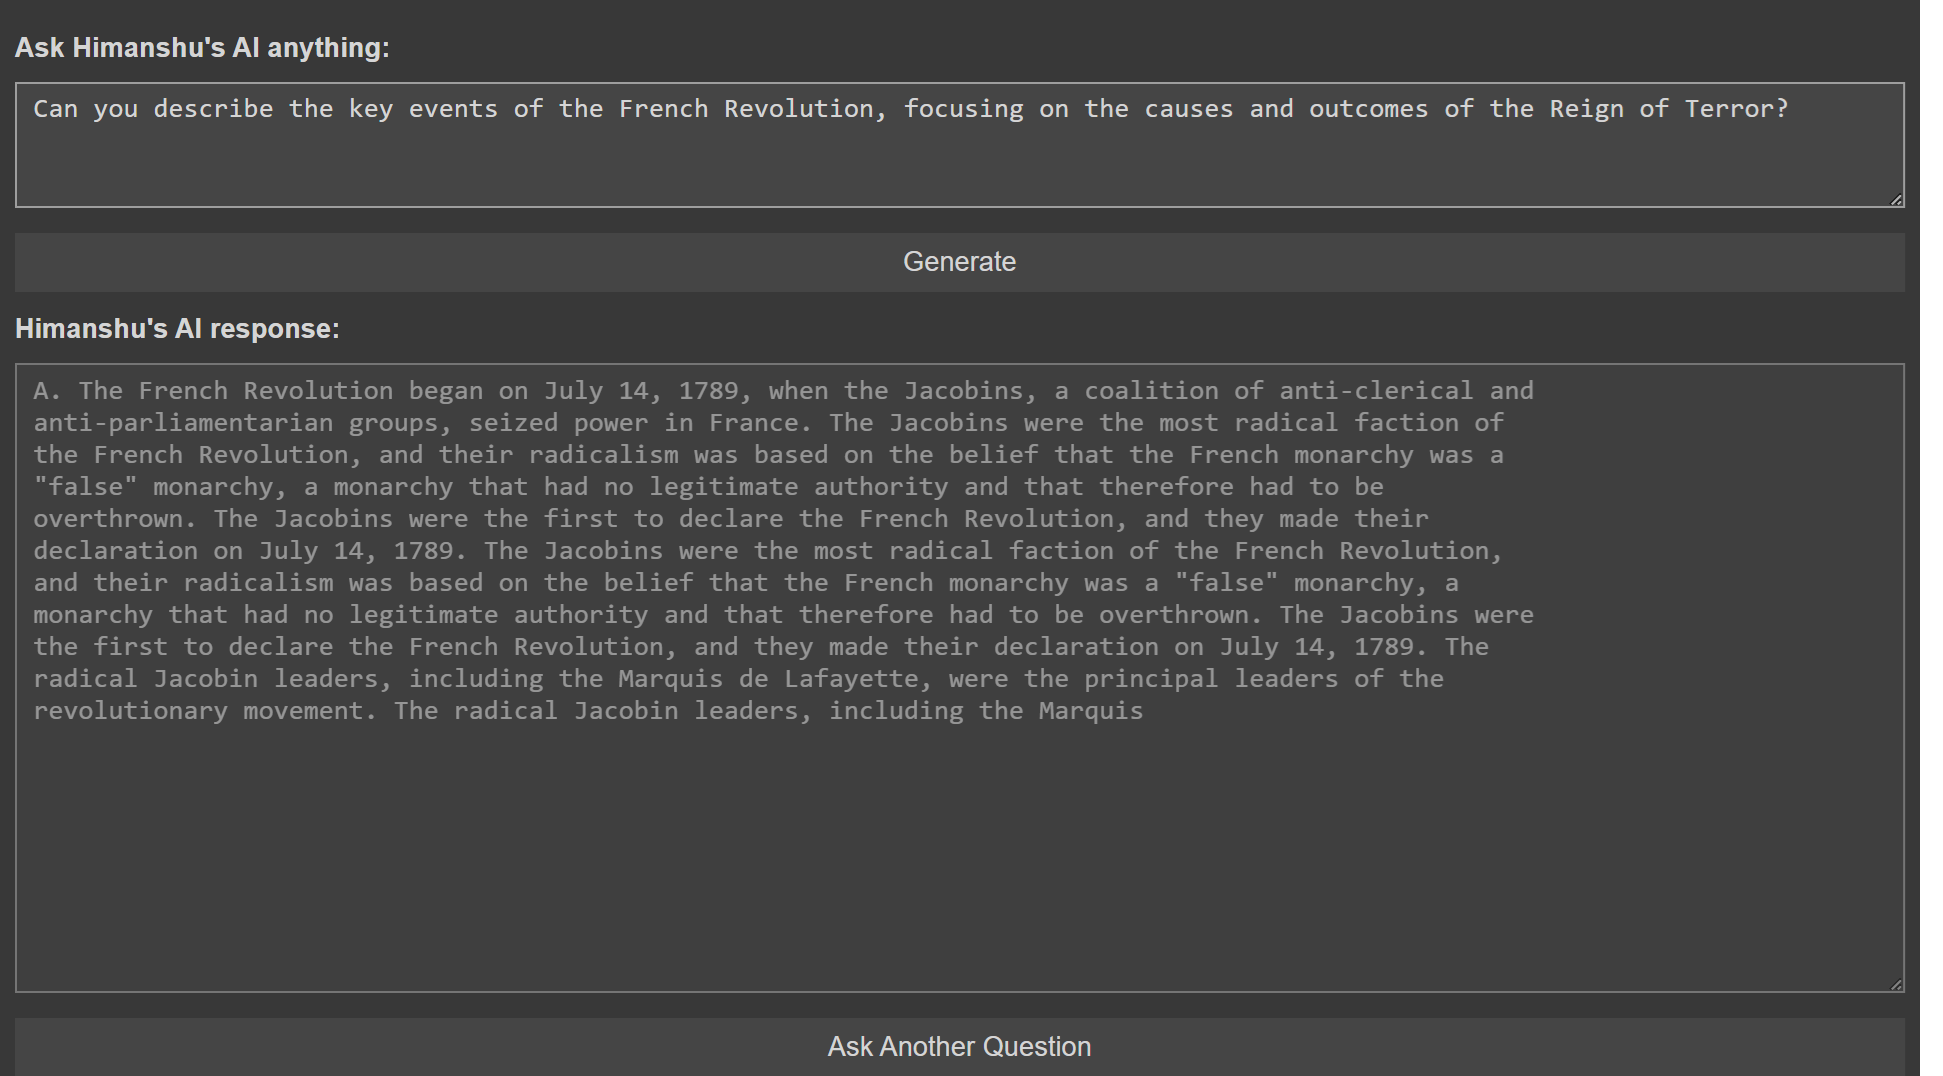 Ask Himanshu's AI anything:
Can you describe the key events of the French Revolution, focusing on the causes and outcomes of the Reign of Terror?
Generate
Himanshu's AI response:
A. The French Revolution began on July 14, 1789, when the Jacobins, a coalition of anti-clerical and
anti-parliamentarian groups, seized power in France. The Jacobins were the most radical faction of
the French Revolution, and their radicalism was based on the belief that the French monarchy was a
"false" monarchy, a monarchy that had no legitimate authority and that therefore had to be
overthrown. The Jacobins were the first to declare the French Revolution, and they made their
declaration on July 14, 1789. The Jacobins were the most radical faction of the French Revolution,
and their radicalism was based on the belief that the French monarchy was a "false" monarchy, a
monarchy that had no legitimate authority and that therefore had to be overthrown. The Jacobins were
the first to declare the French Revolution, and they made their declaration on July 14, 1789. The
radical Jacobin leaders, including the Marquis de Lafayette, were the principal leaders of the
revolutionary movement. The radical Jacobin leaders, including the Marquis
Ask Another Question